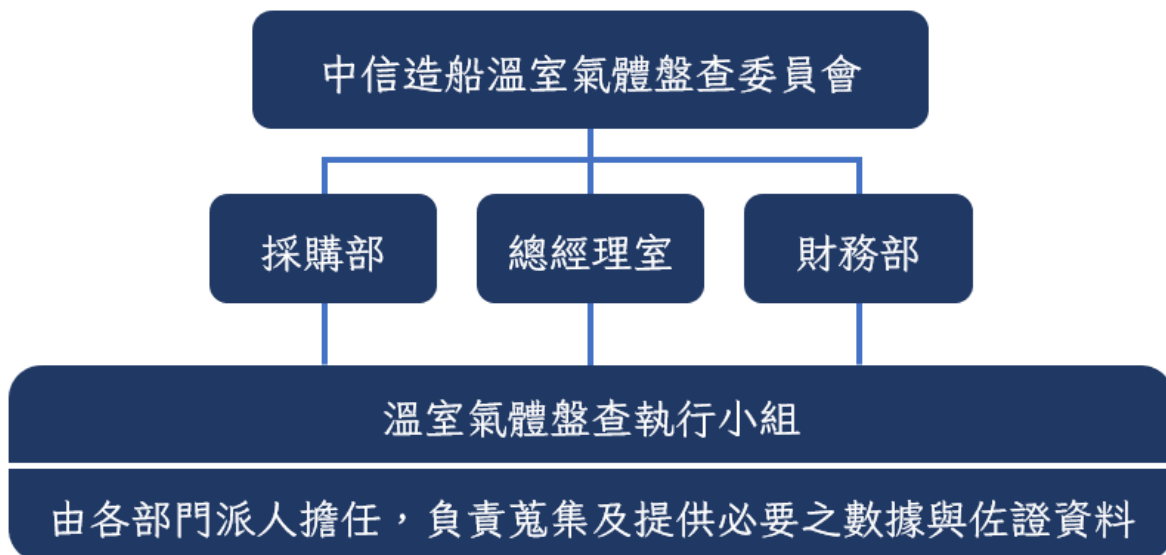 中信造船溫室氣體盤查委員會
採購部
總經理室
財務部
溫室氣體盤查執行小組
由各部門派人擔任，負責蒐集及提供必要之數據與佐證資料